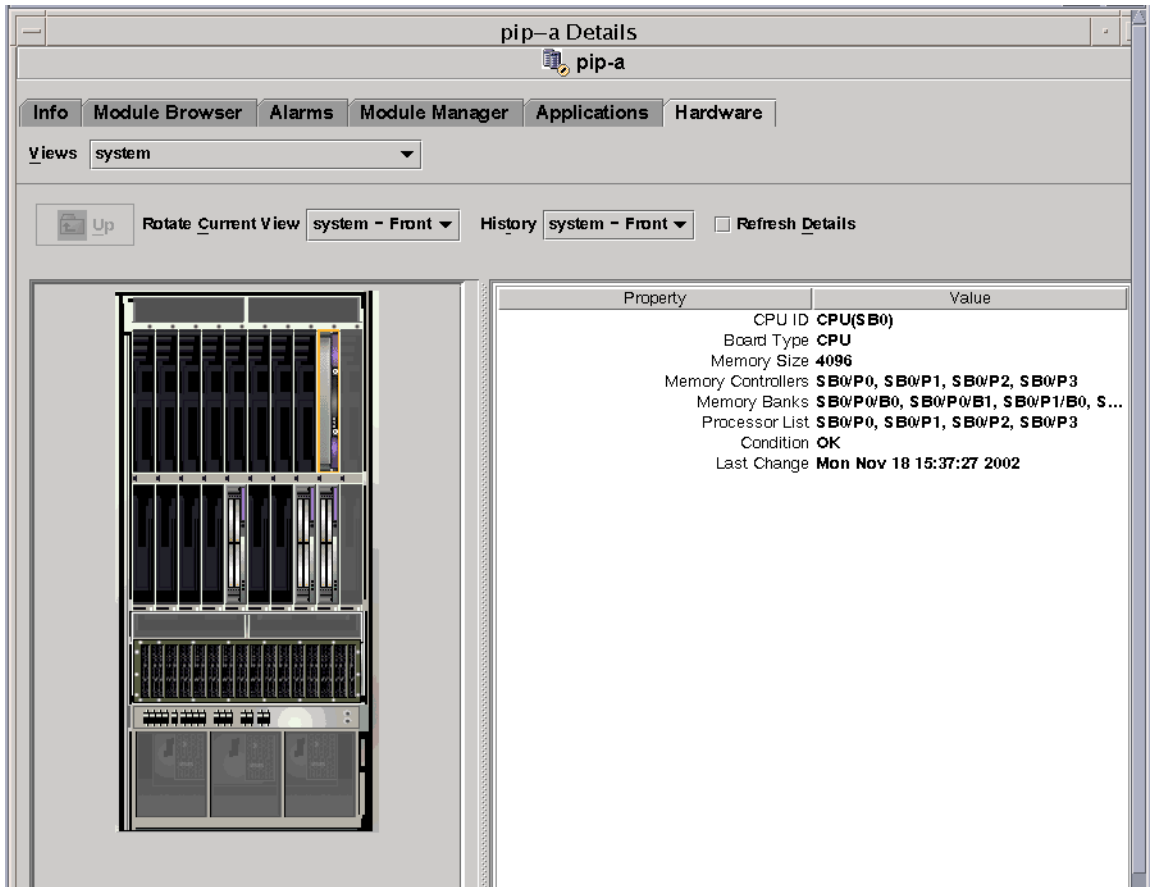 pip–a Details
pip-a
Info Module Browser Alarms Module Manager Applications Hardware
Views system
Up Rotate Current View system - Front History system - Front Refresh Details
Property Value
CPU ID CPU(SB0)
Board Type CPU
Memory Size 4096
Memory Controllers SB0/P0, SB0/P1, SB0/P2, SB0/P3
Memory Banks SB0/P0/B0, SB0/P0/B1, SB0/P1/B0, S...
Processor List SB0/P0, SB0/P1, SB0/P2, SB0/P3
Condition OK
Last Change Mon Nov 18 15:37:27 2002